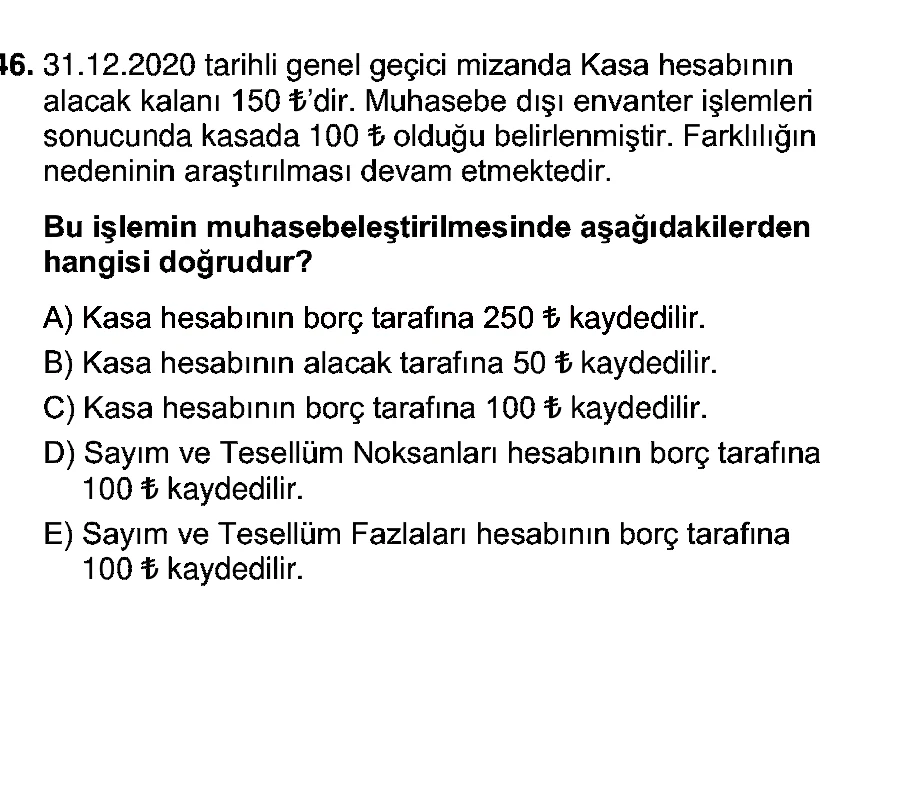 46. 31.12.2020 tarihli genel geçici mizanda Kasa hesabının
alacak kalanı 150 ₺’dir. Muhasebe dışı envanter işlemleri
sonucunda kasada 100 ₺ olduğu belirlenmiştir. Farklılığın
nedeninin araştırılması devam etmektedir.
Bu işlemin muhasebeleştirilmesinde aşağıdakilerden
hangisi doğrudur?
A) Kasa hesabının borç tarafına 250 ₺ kaydedilir.
B) Kasa hesabının alacak tarafına 50 ₺ kaydedilir.
C) Kasa hesabının borç tarafına 100 ₺ kaydedilir.
D) Sayım ve Tesellüm Noksanları hesabının borç tarafına
100 ₺ kaydedilir.
E) Sayım ve Tesellüm Fazlaları hesabının borç tarafına
100 ₺ kaydedilir.